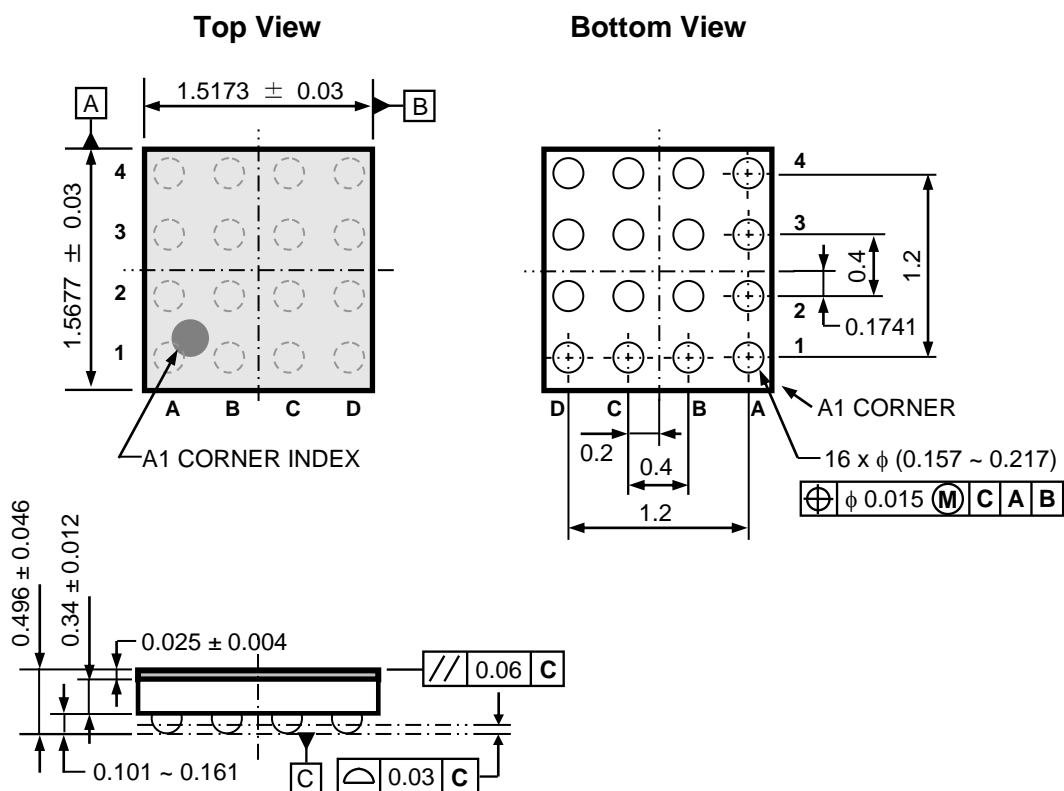 Top View
Bottom View
1.5173 ± 0.03
A
B
1.5677 ± 0.03
4
3
2
1
A B C D
A1 CORNER INDEX
4
3
2
1
0.4
1.2
0.1741
D C B A
A1 CORNER
0.2
0.4
1.2
16 x ϕ (0.157 ~ 0.217)
⌖ ϕ 0.015 Ⓜ C A B
0.496 ± 0.046
0.34 ± 0.012
0.025 ± 0.004
// 0.06 C
0.101 ~ 0.161
C
⌓ 0.03 C